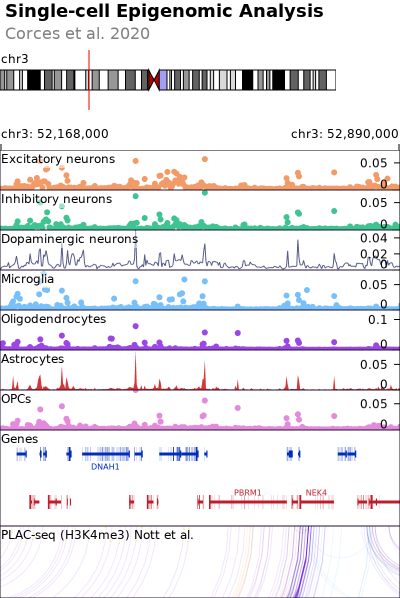 Single-cell Epigenomic Analysis
Corces et al. 2020
chr3
chr3: 52,168,000
chr3: 52,890,000
Excitatory neurons
0.05
0
Inhibitory neurons
0.05
0
Dopaminergic neurons
0.04
0.02
0.00
Microglia
0.05
0
Oligodendrocytes
0.1
0
Astrocytes
0.05
0
OPCs
0.05
0
Genes
DNAH1
PBRM1
NEK4
PLAC-seq (H3K4me3) Nott et al.